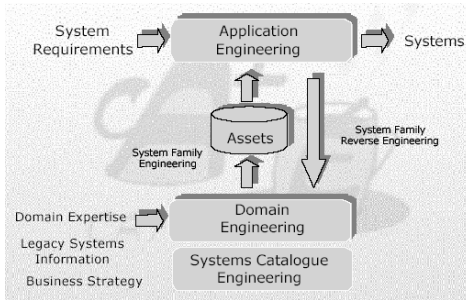 System
Requirements
Application
Engineering
Systems
Assets
System Family
Engineering
System Family
Reverse Engineering
Domain Expertise
Domain
Engineering
Legacy Systems
Information
Systems Catalogue
Engineering
Business Strategy